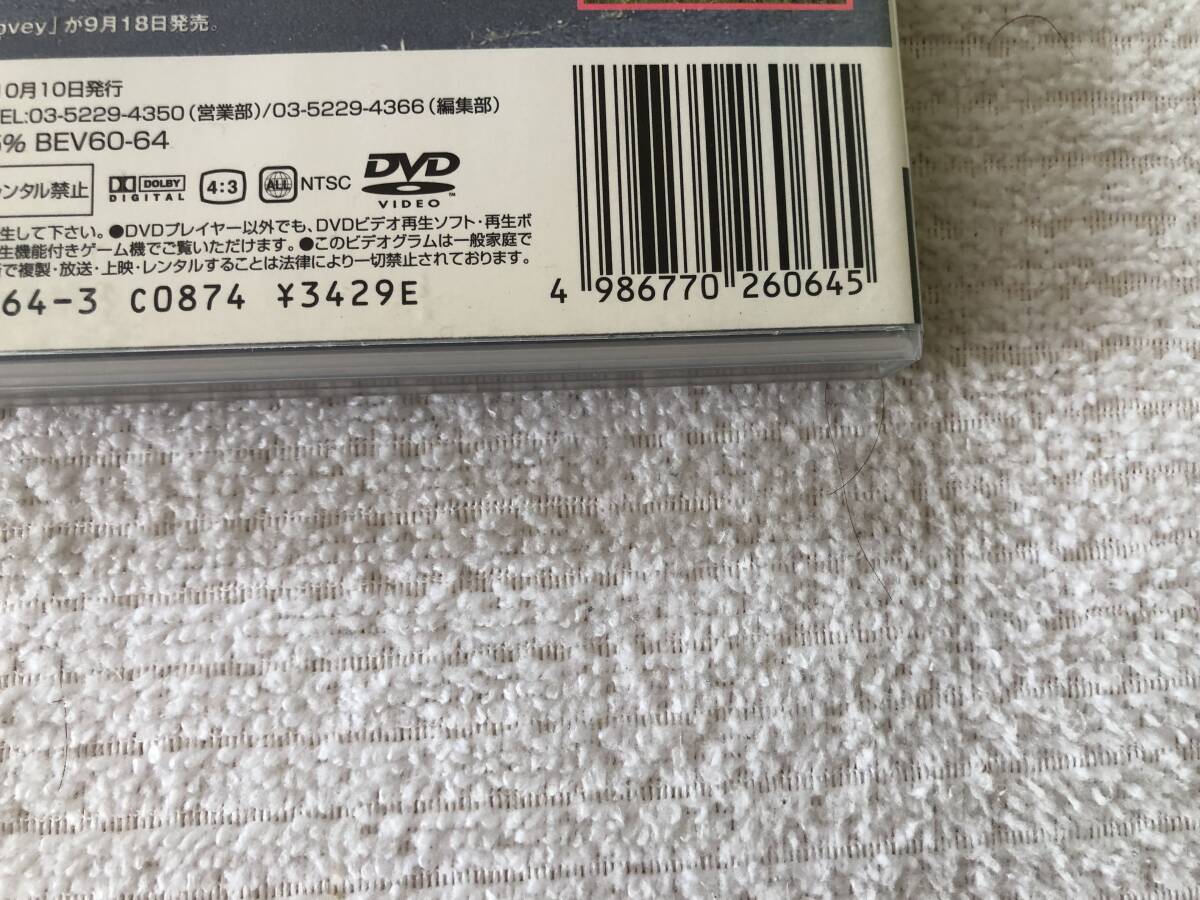 ovey」が9月18日発売。
10月10日発行
TEL:03-5229-4350(営業部)/03-5229-4366(編集部)
5% BEV60-64
レンタル禁止 DOLBY DIGITAL 4:3 ALL NTSC DVD VIDEO™
生して下さい。●DVDプレイヤー以外でも、DVDビデオ再生ソフト・再生ボ
生機能付きゲーム機でご覧いただけます。●このビデオグラムは一般家庭で
で複製・放送・上映・レンタルすることは法律により一切禁止されております。
64-3 C0874 ¥3429E
4 986770 260645